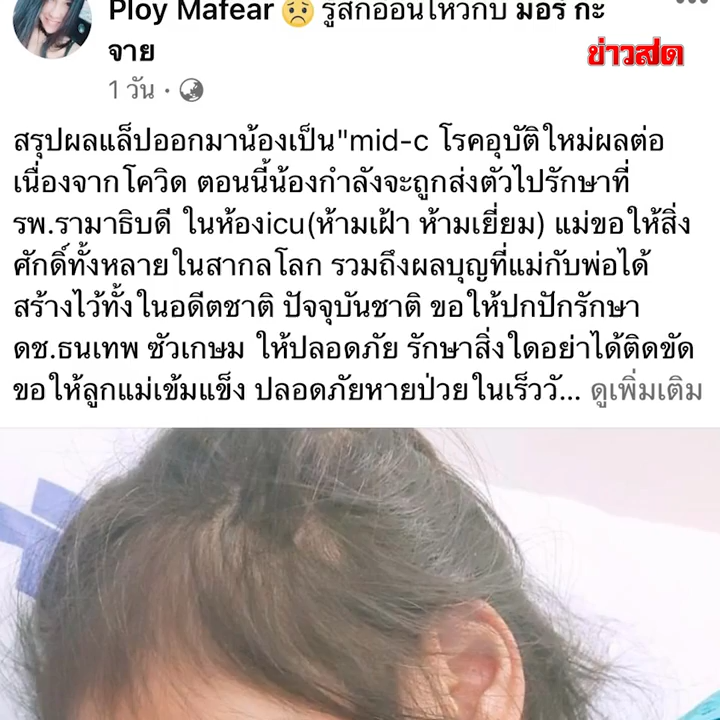 Ploy Mafear 😟 รู้สึกอ่อนไหวกับ มอร์ กะ
จาย
ข่าวสด
1 วัน ·
สรุปผลแล็ปออกมาน้องเป็น"mid-c โรคอุบัติใหม่ผลต่อ
เนื่องจากโควิด ตอนนี้น้องกำลังจะถูกส่งตัวไปรักษาที่
รพ.รามาธิบดี ในห้องicu(ห้ามเฝ้า ห้ามเยี่ยม) แม่ขอให้สิ่ง
ศักดิ์ทั้งหลายในสากลโลก รวมถึงผลบุญที่แม่กับพ่อได้
สร้างไว้ทั้งในอดีตชาติ ปัจจุบันชาติ ขอให้ปกปักรักษา
ดช.ธนเทพ ซัวเกษม ให้ปลอดภัย รักษาสิ่งใดอย่าได้ติดขัด
ขอให้ลูกแม่เข้มแข็ง ปลอดภัยหายป่วยในเร็ววั... ดูเพิ่มเติม